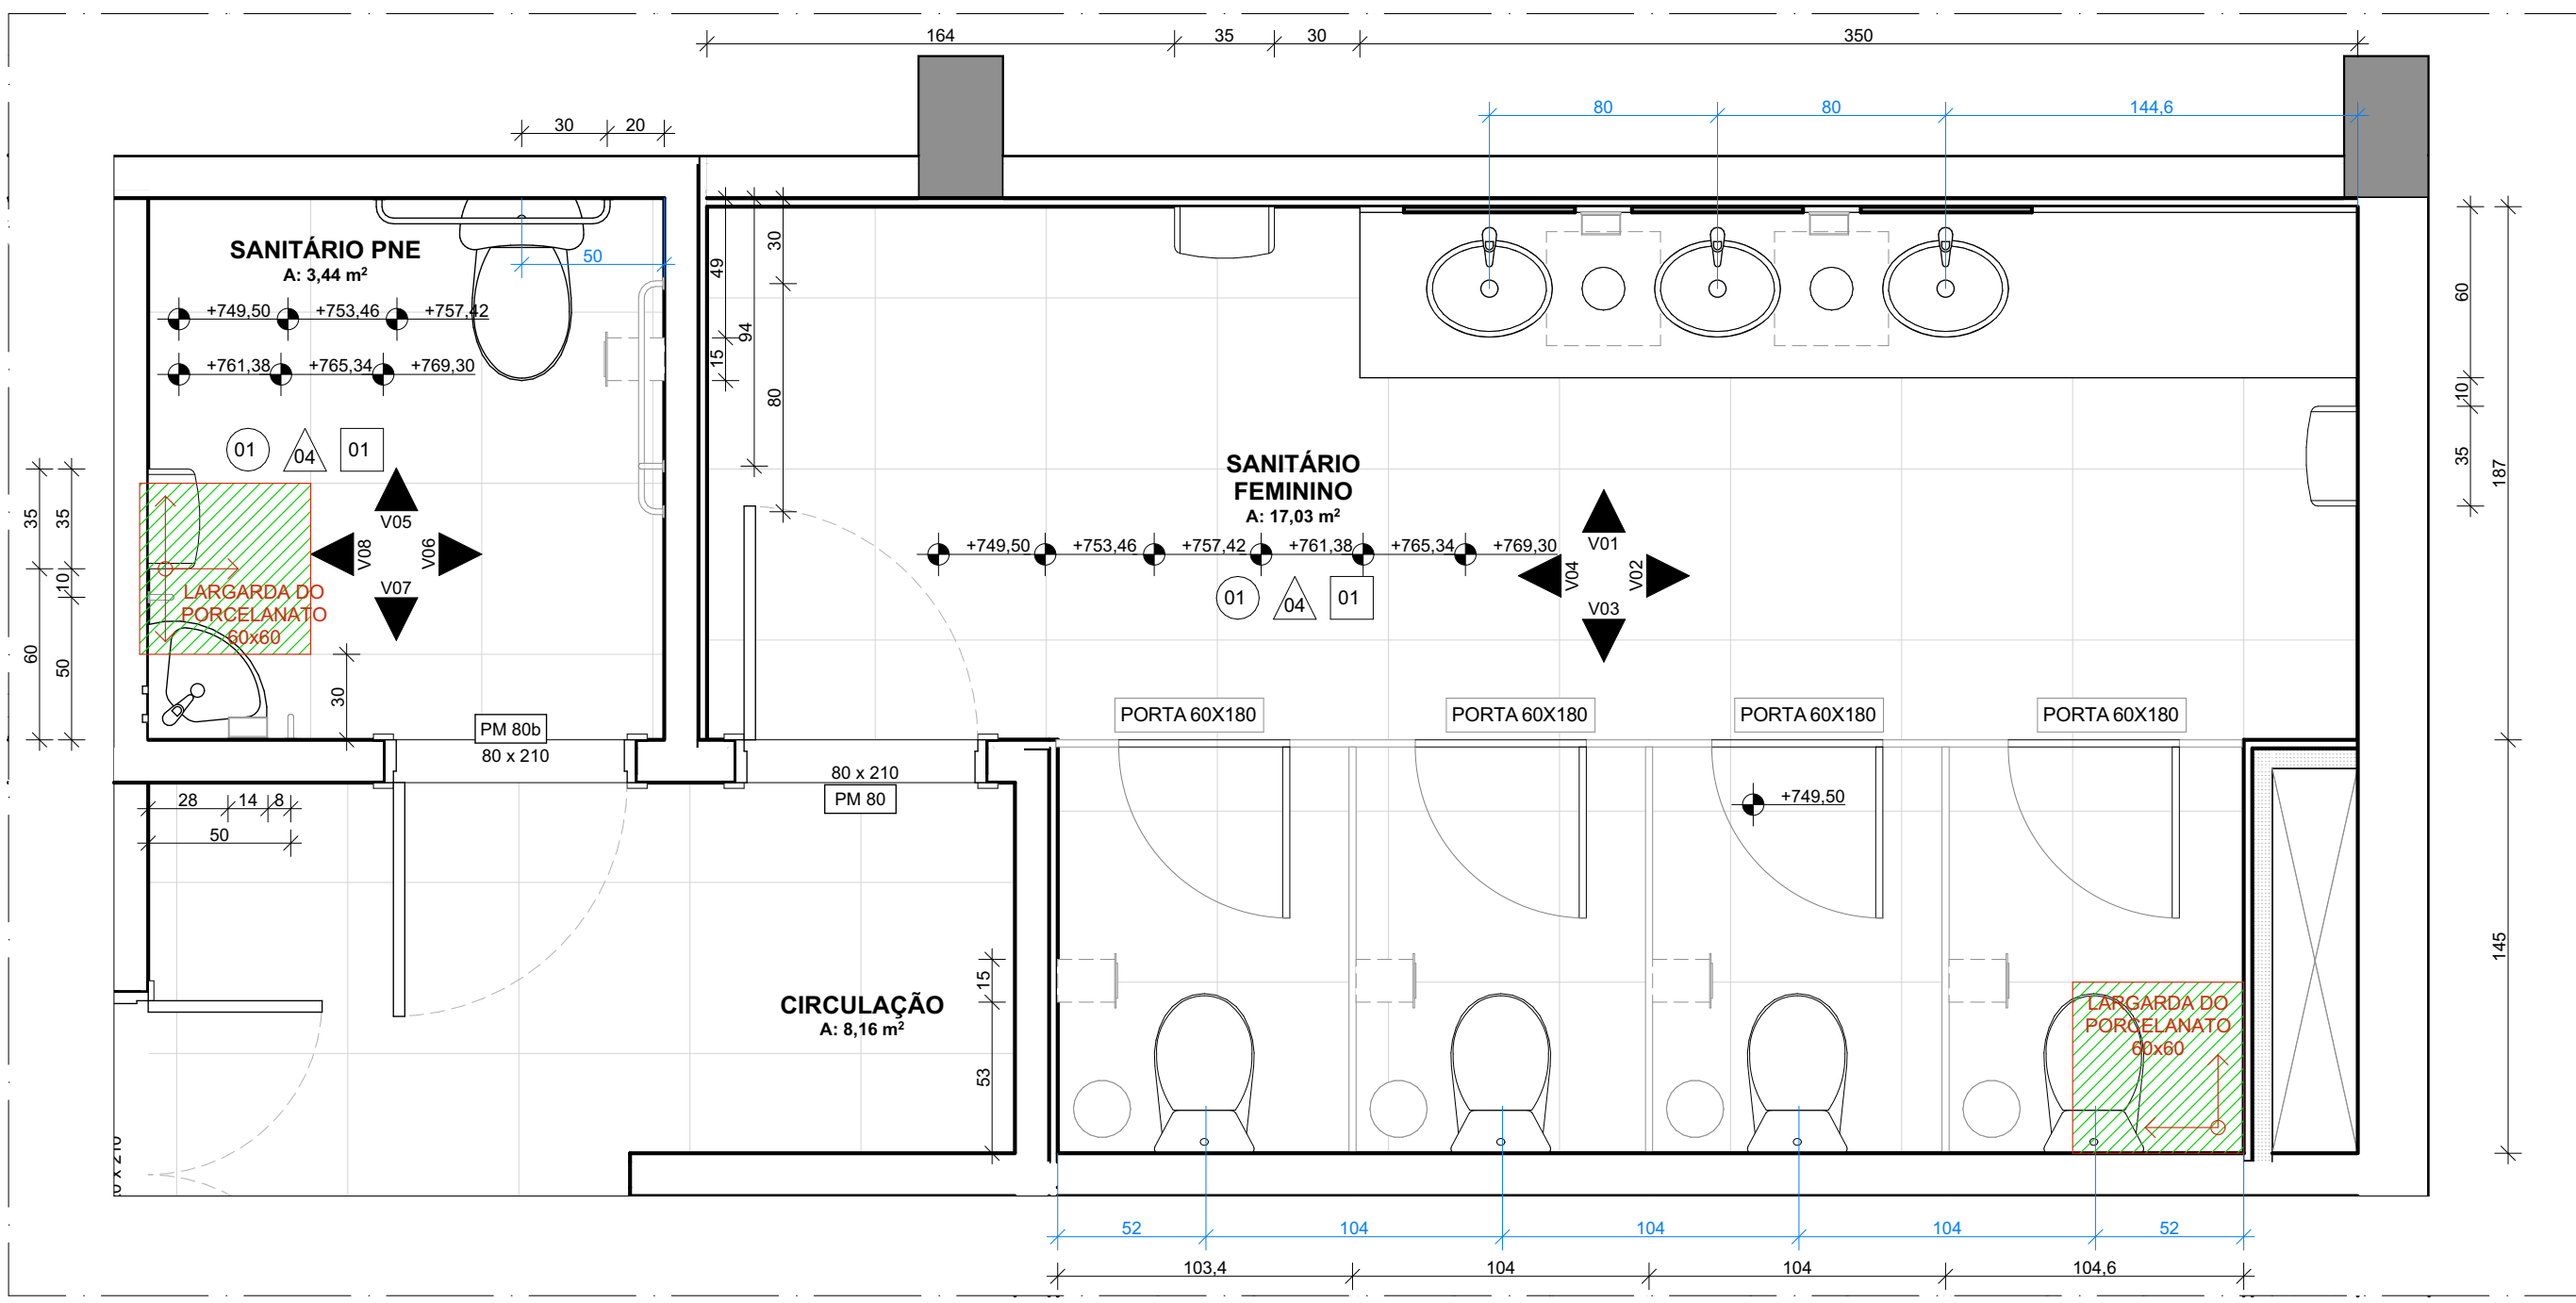 164
35
30
350
80
80
144,6
30
20
SANITÁRIO PNE
A: 3,44 m²
50
+749,50
+753,46
+757,42
+761,38
+765,34
+769,30
01
04
01
V05
V08
V06
V07
LARGARDA DO
PORCELANATO
60x60
35
60
35
10
50
30
PM 80b
80 x 210
49
15
94
30
80
SANITÁRIO
FEMININO
A: 17,03 m²
+749,50
+753,46
+757,42
+761,38
+765,34
+769,30
01
04
01
V01
V04
V02
V03
60
10
35
187
145
PORTA 60X180
PORTA 60X180
PORTA 60X180
PORTA 60X180
80 x 210
PM 80
+749,50
28
14
8
50
15
53
CIRCULAÇÃO
A: 8,16 m²
LARGARDA DO
PORCELANATO
60x60
52
104
104
104
52
103,4
104
104
104,6